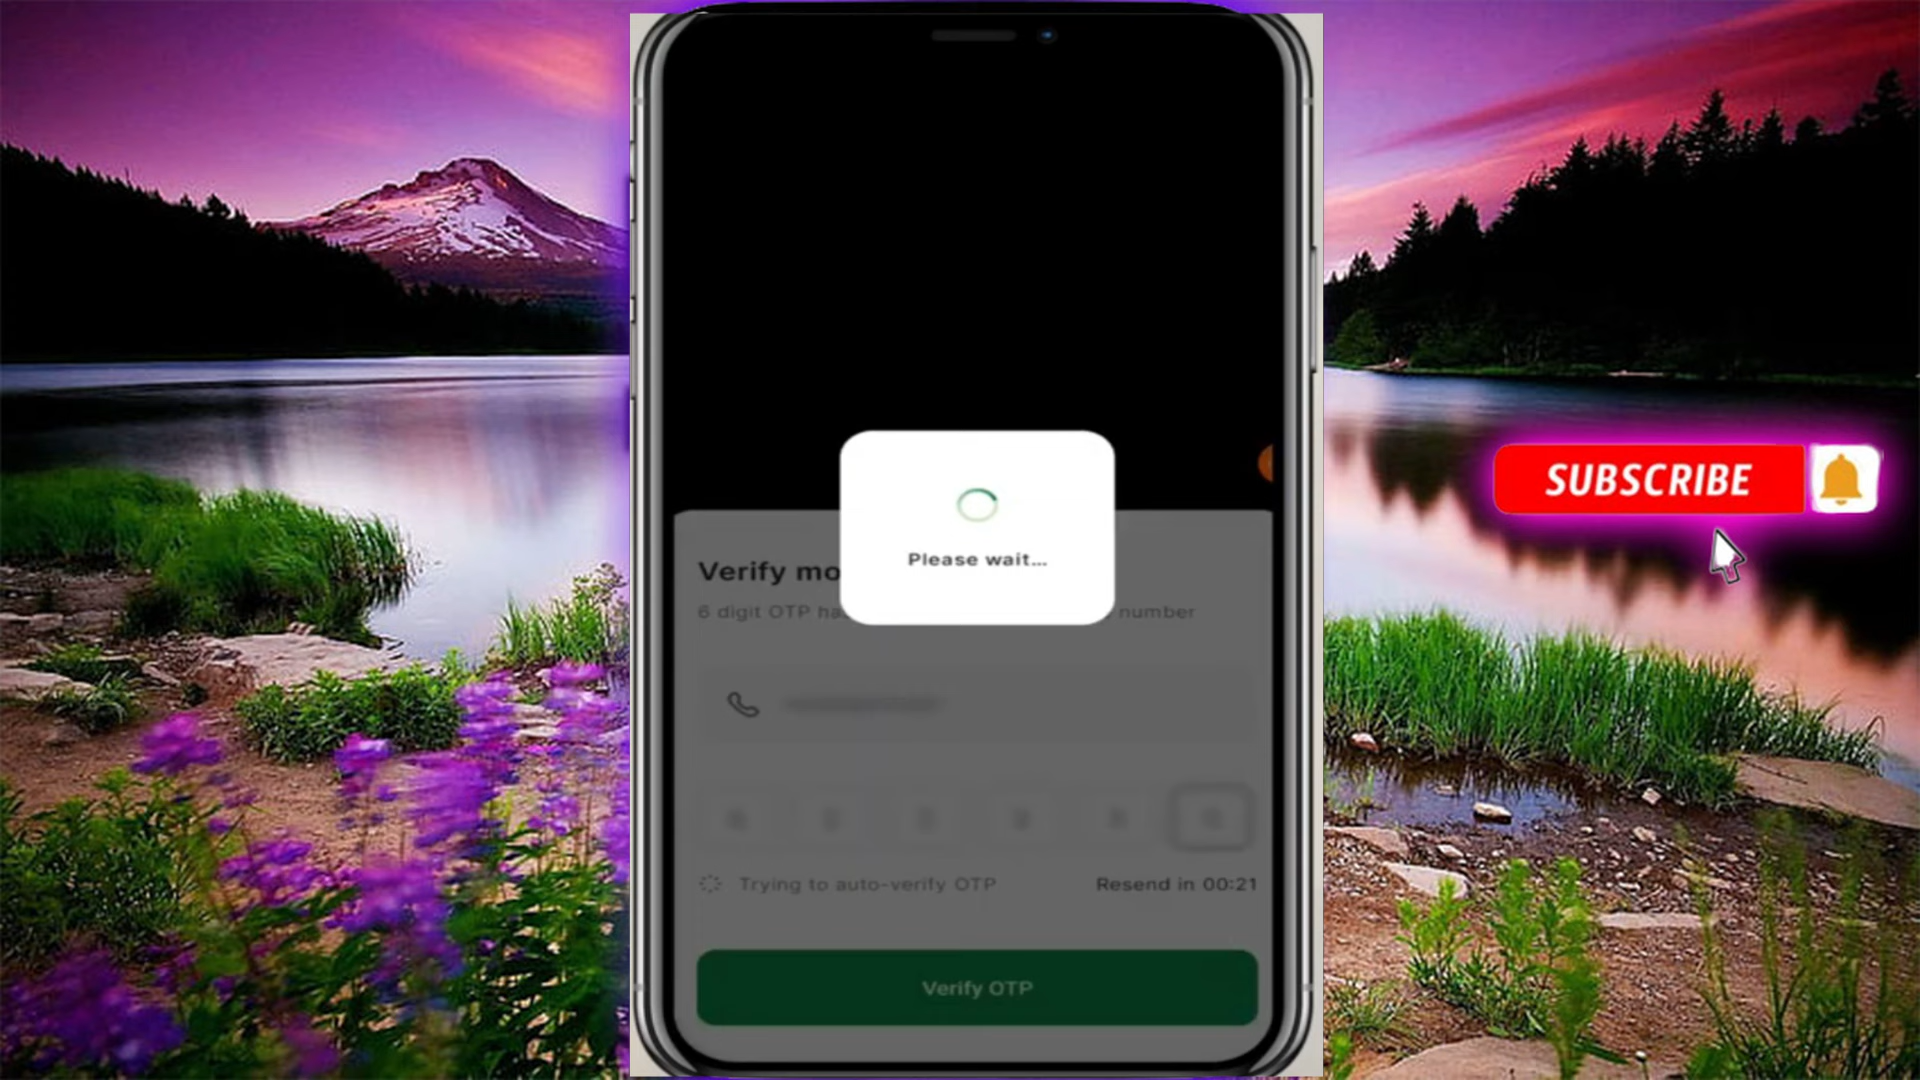 Please wait...
Verify mo
6 digit OTP ha number
Trying to auto-verify OTP
Resend in 00:21
Verify OTP
SUBSCRIBE